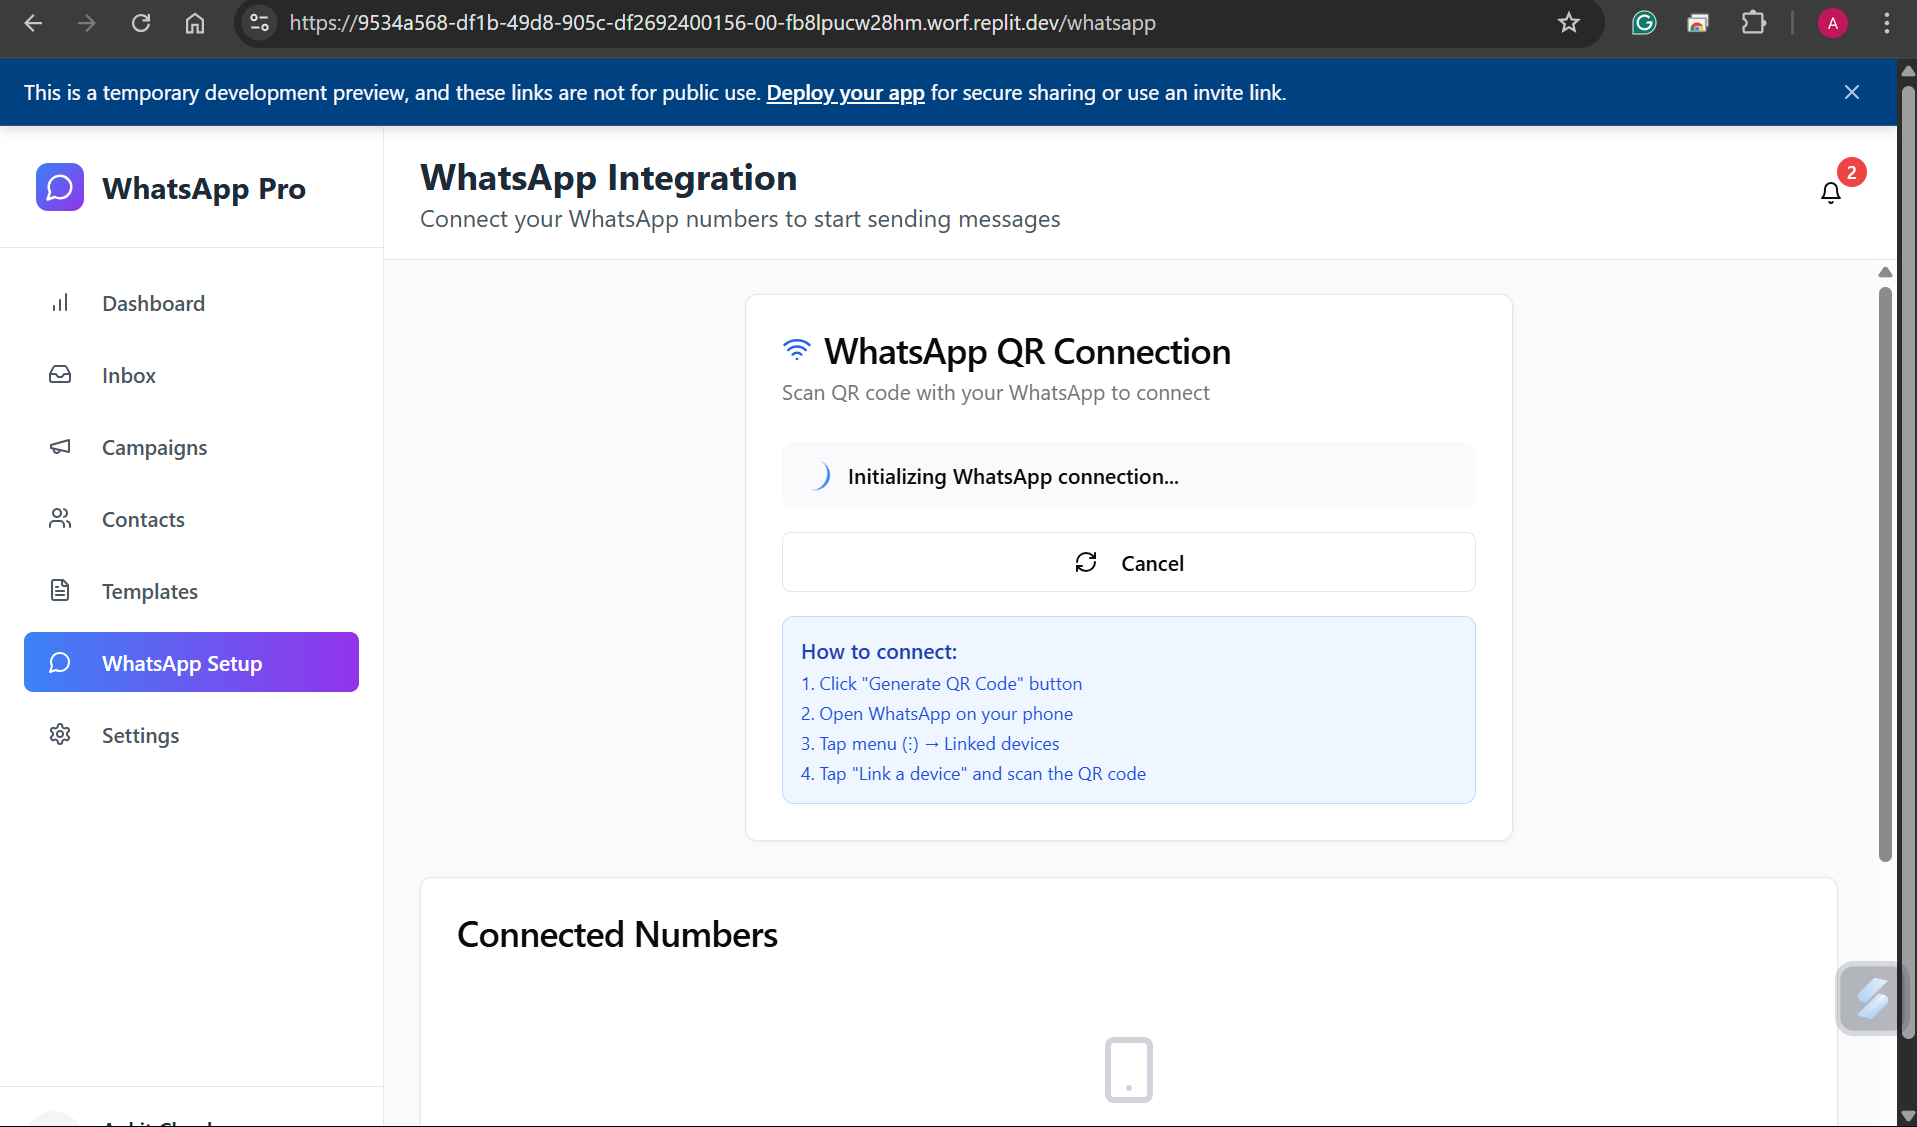 https://9534a568-df1b-49d8-905c-df2692400156-00-fb8lpucw28hm.worf.replit.dev/whatsapp
A
This is a temporary development preview, and these links are not for public use. Deploy your app for secure sharing or use an invite link.
WhatsApp Pro
Dashboard
Inbox
Campaigns
Contacts
Templates
WhatsApp Setup
Settings
WhatsApp Integration
Connect your WhatsApp numbers to start sending messages
2
WhatsApp QR Connection
Scan QR code with your WhatsApp to connect
Initializing WhatsApp connection...
Cancel
How to connect:
1. Click "Generate QR Code" button
2. Open WhatsApp on your phone
3. Tap menu (⋮) → Linked devices
4. Tap "Link a device" and scan the QR code
Connected Numbers